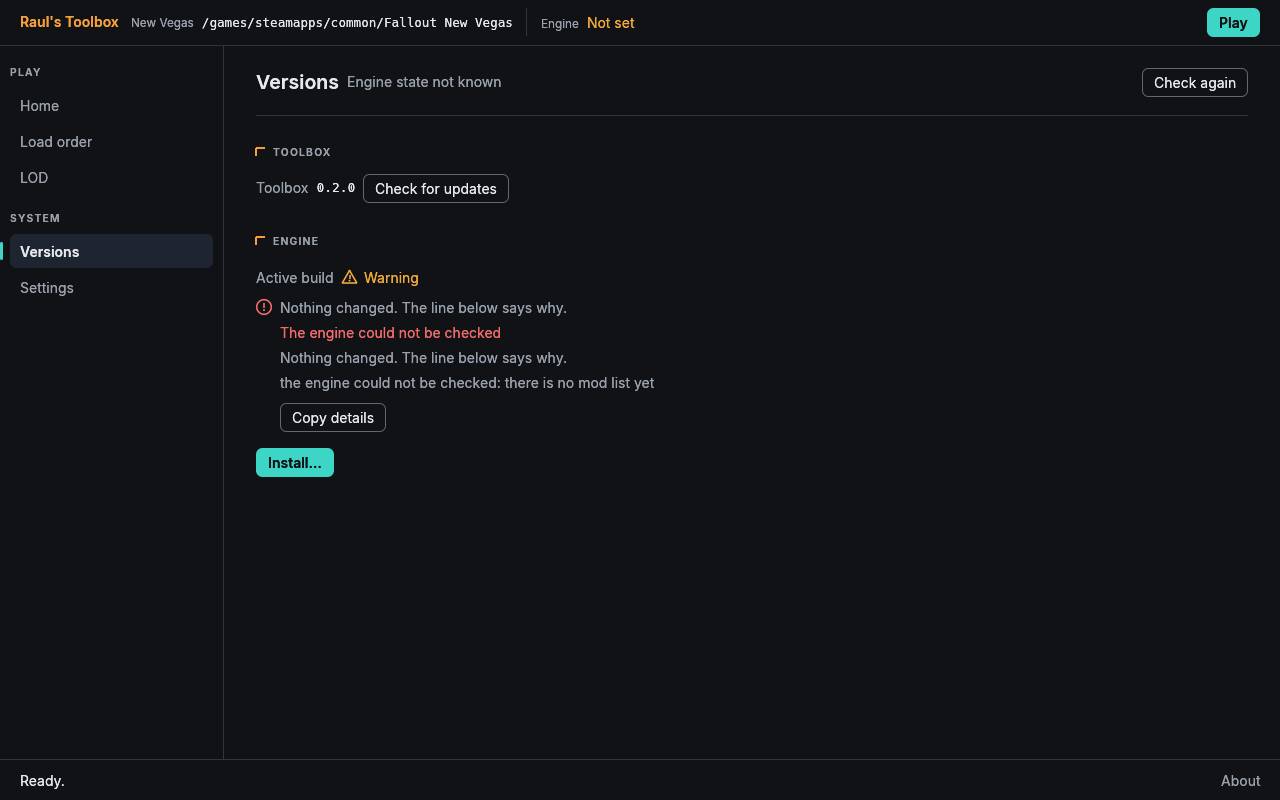 Raul's Toolbox New Vegas /games/steamapps/common/Fallout New Vegas Engine Not set Play
PLAY
Home
Load order
LOD
SYSTEM
Versions
Settings
Versions Engine state not known Check again
TOOLBOX
Toolbox 0.2.0 Check for updates
ENGINE
Active build Warning
Nothing changed. The line below says why.
The engine could not be checked
Nothing changed. The line below says why.
the engine could not be checked: there is no mod list yet
Copy details
Install...
Ready. About